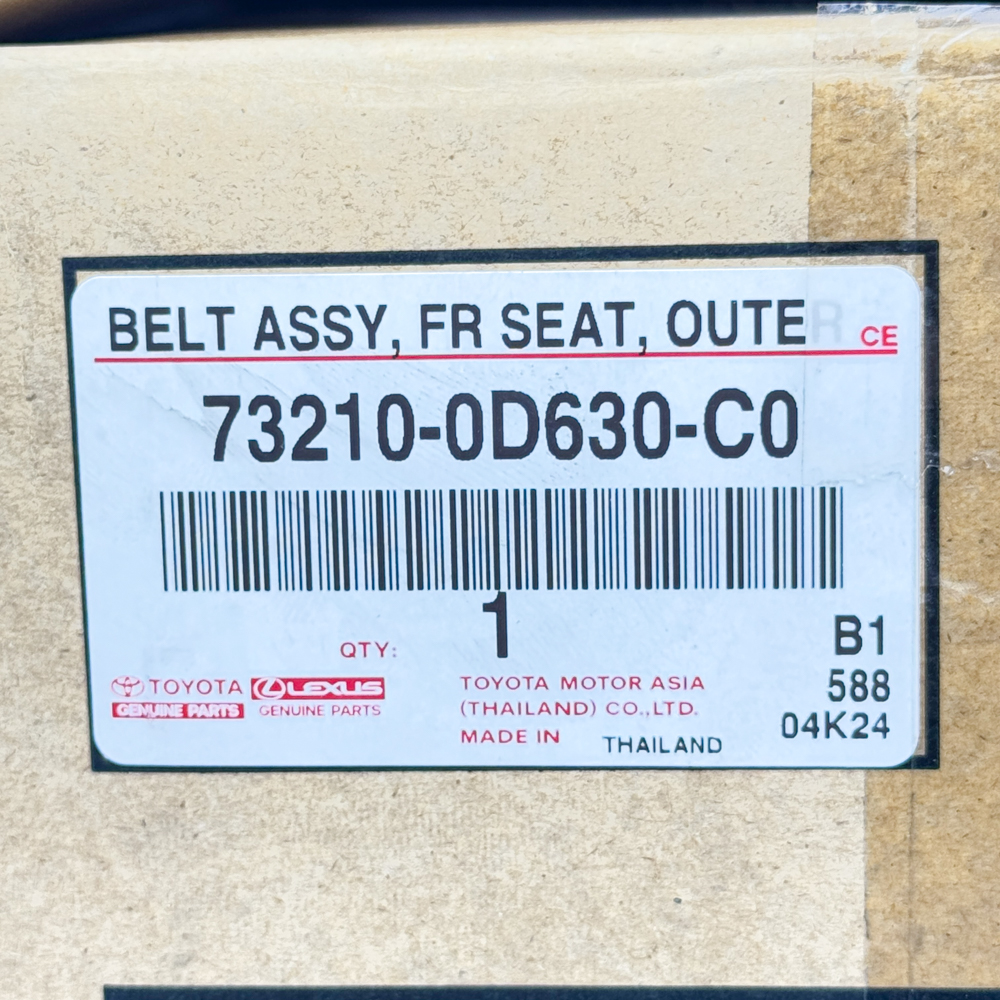 BELT ASSY, FR SEAT, OUTER
CE
73210-0D630-C0
QTY: 1
B1
588
04K24
TOYOTA
GENUINE PARTS
LEXUS
GENUINE PARTS
TOYOTA MOTOR ASIA
(THAILAND) CO.,LTD.
MADE IN THAILAND